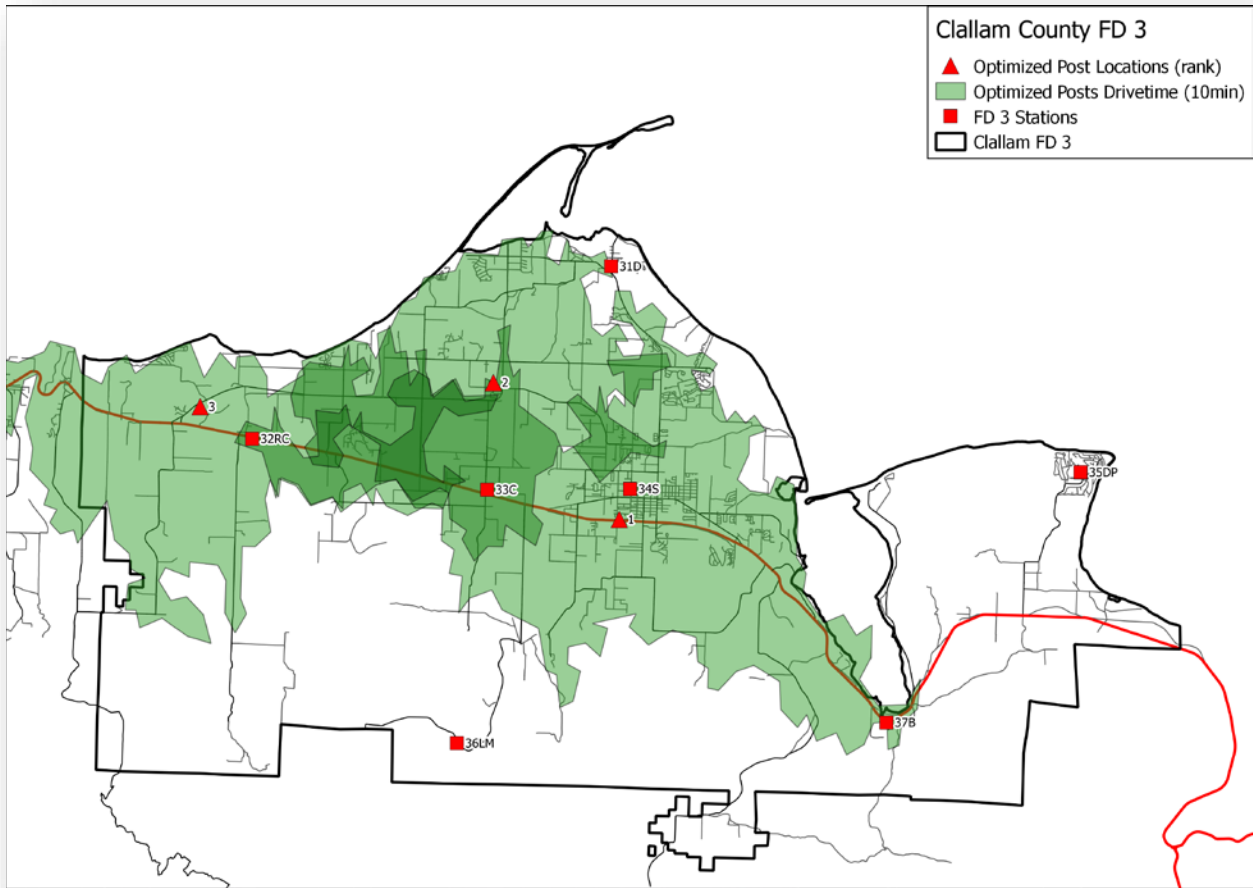 Clallam County FD 3
Optimized Post Locations (rank)
Optimized Posts Drivetime (10min)
FD 3 Stations
Clallam FD 3
31D
2
3
32RC
35DP
33C
34S
1
37B
36LM